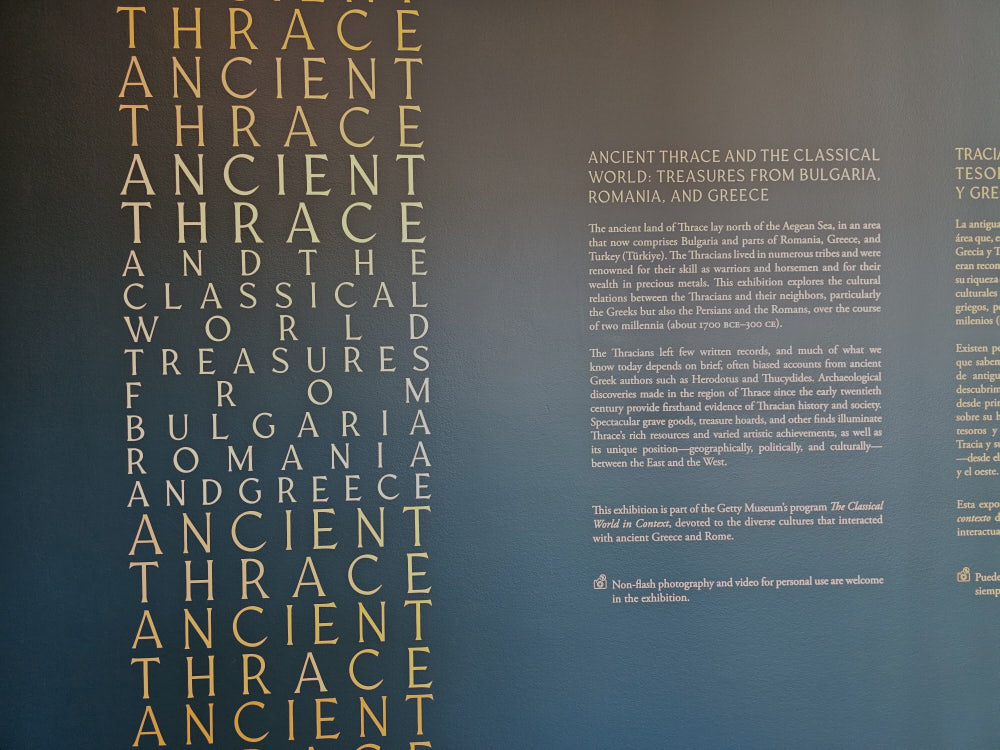 THRACE
ANCIENT
THRACE
ANCIENT
THRACE
AND THE
CLASSICAL
WORLD
TREASURES
FROM
BULGARIA
ROMANIA
AND GREECE
ANCIENT
THRACE
ANCIENT
THRACE
ANCIENT
ANCIENT THRACE AND THE CLASSICAL
WORLD: TREASURES FROM BULGARIA,
ROMANIA, AND GREECE
The ancient land of Thrace lay north of the Aegean Sea, in an area
that now comprises Bulgaria and parts of Romania, Greece, and
Turkey (Türkiye). The Thracians lived in numerous tribes and were
renowned for their skill as warriors and horsemen and for their
wealth in precious metals. This exhibition explores the cultural
relations between the Thracians and their neighbors, particularly
the Greeks but also the Persians and the Romans, over the course
of two millennia (about 1700 BCE–300 CE).
The Thracians left few written records, and much of what we
know today depends on brief, often biased accounts from ancient
Greek authors such as Herodotus and Thucydides. Archaeological
discoveries made in the region of Thrace since the early twentieth
century provide firsthand evidence of Thracian history and society.
Spectacular grave goods, treasure hoards, and other finds illuminate
Thrace's rich resources and varied artistic achievements, as well as
its unique position—geographically, politically, and culturally—
between the East and the West.
This exhibition is part of the Getty Museum's program The Classical
World in Context, devoted to the diverse cultures that interacted
with ancient Greece and Rome.
Non-flash photography and video for personal use are welcome
in the exhibition.
TRACIA
TESO
Y GRE
La antigua
área que, e
Grecia y T
eran recon
su riqueza
culturales
griegos, pe
milenios (
Existen po
que sabem
de antigu
descubrim
desde prin
sobre su h
tesoros y
Tracia y su
—desde el
y el oeste.
Esta expo
contexto d
interactua
Puede
siemp